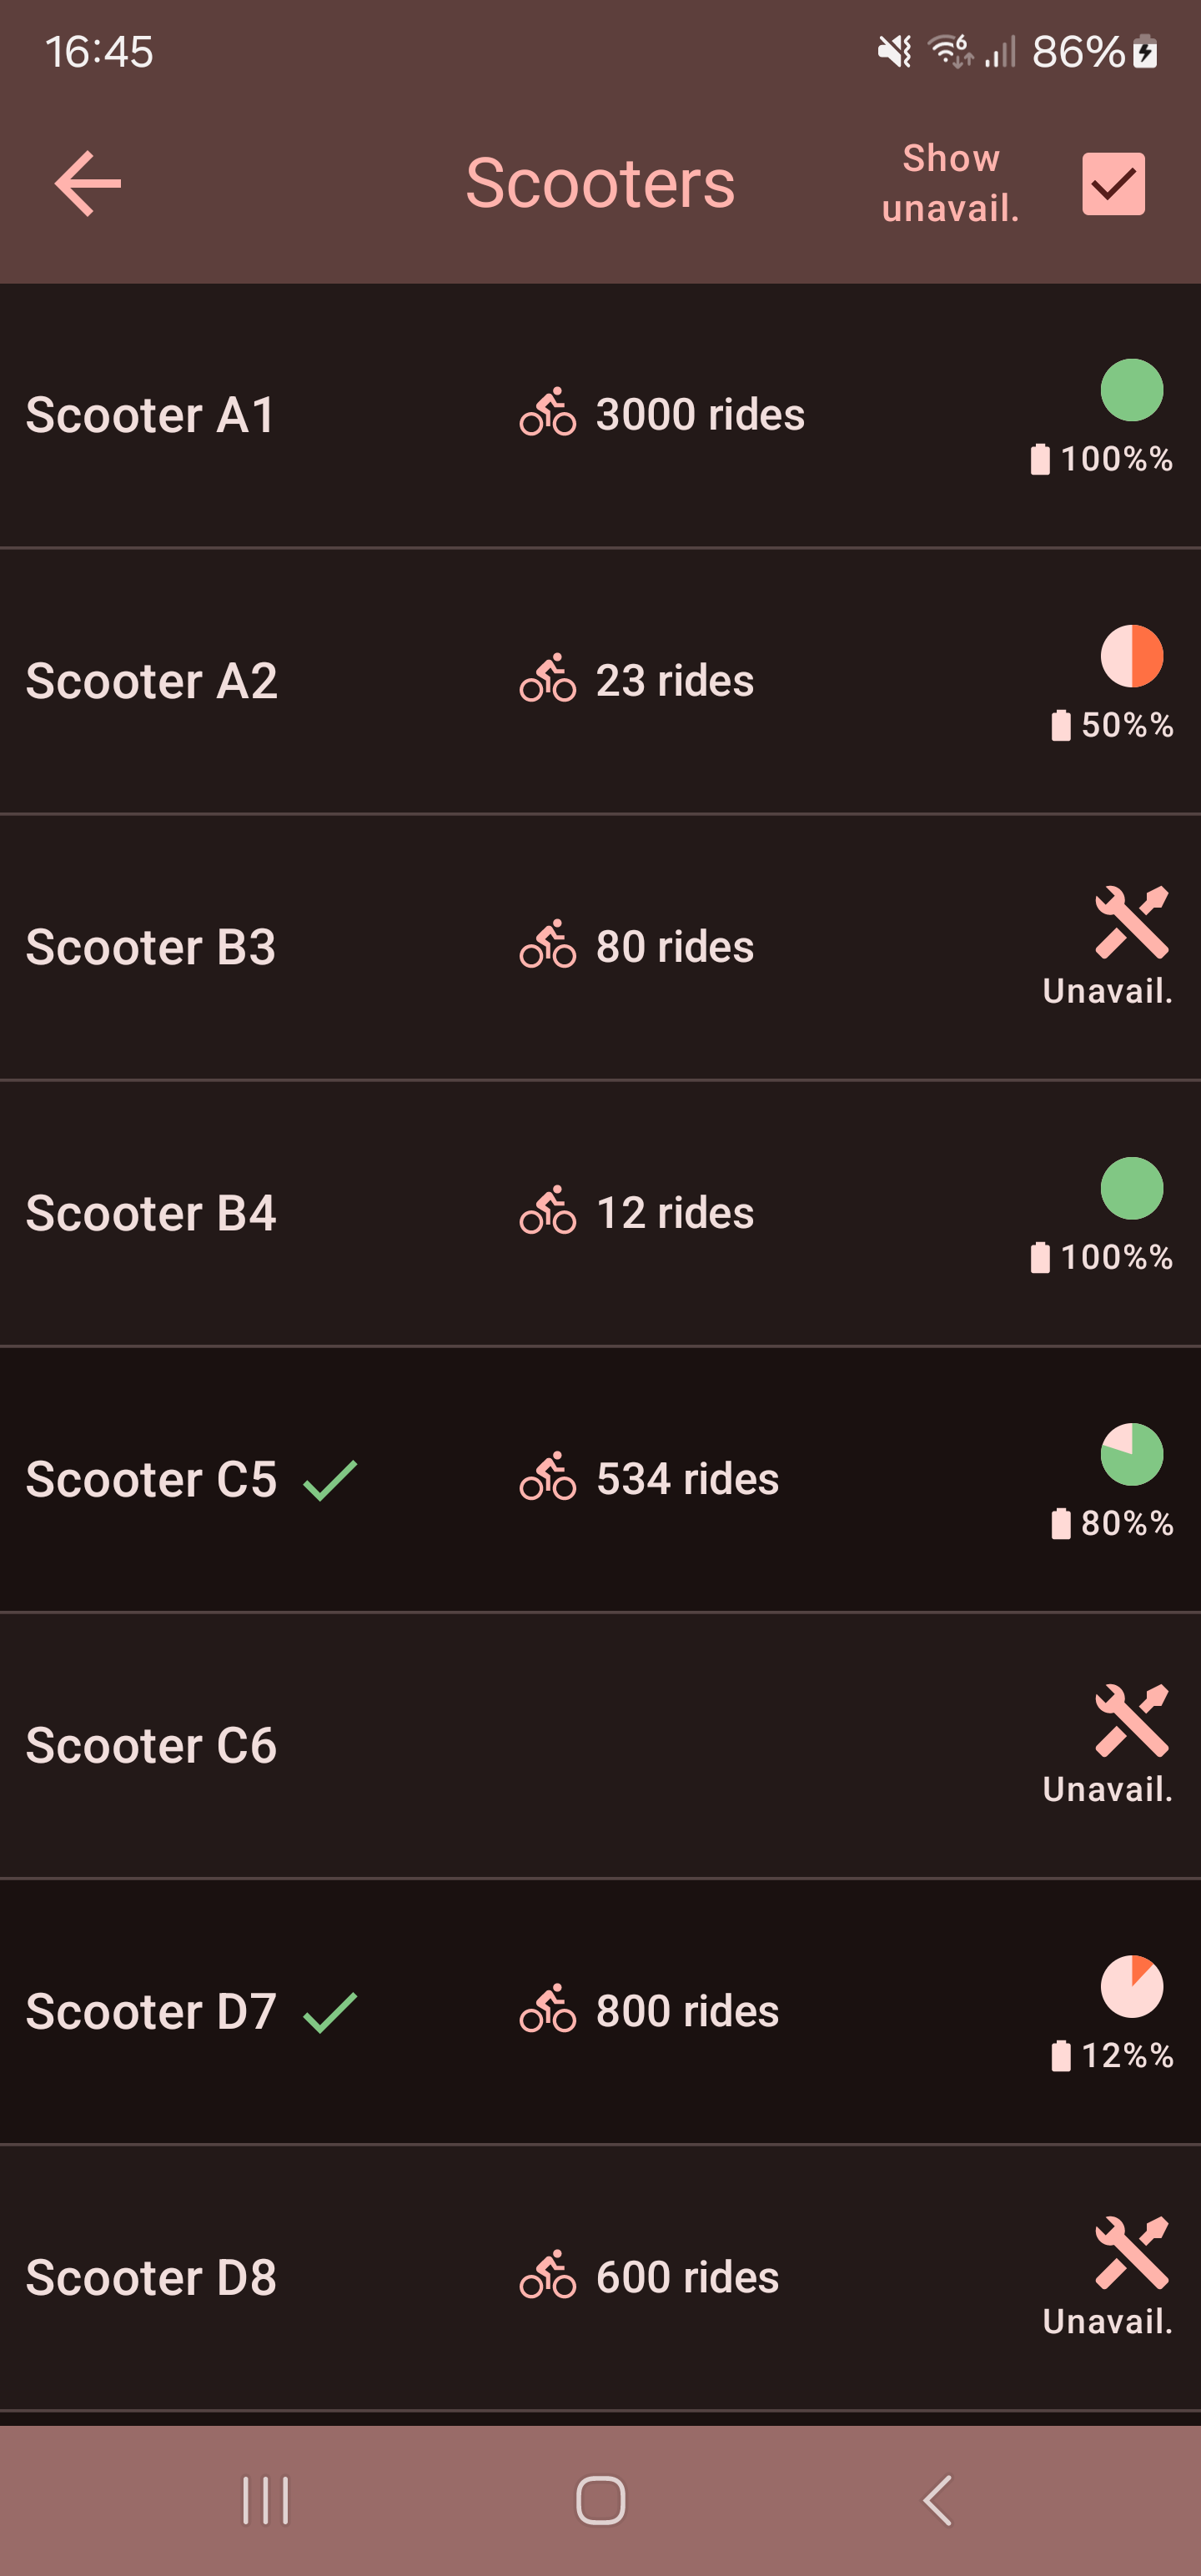 16:45
86%
Scooters
Show
unavail.
Scooter A1
3000 rides
100%%
Scooter A2
23 rides
50%%
Scooter B3
80 rides
Unavail.
Scooter B4
12 rides
100%%
Scooter C5
534 rides
80%%
Scooter C6
Unavail.
Scooter D7
800 rides
12%%
Scooter D8
600 rides
Unavail.